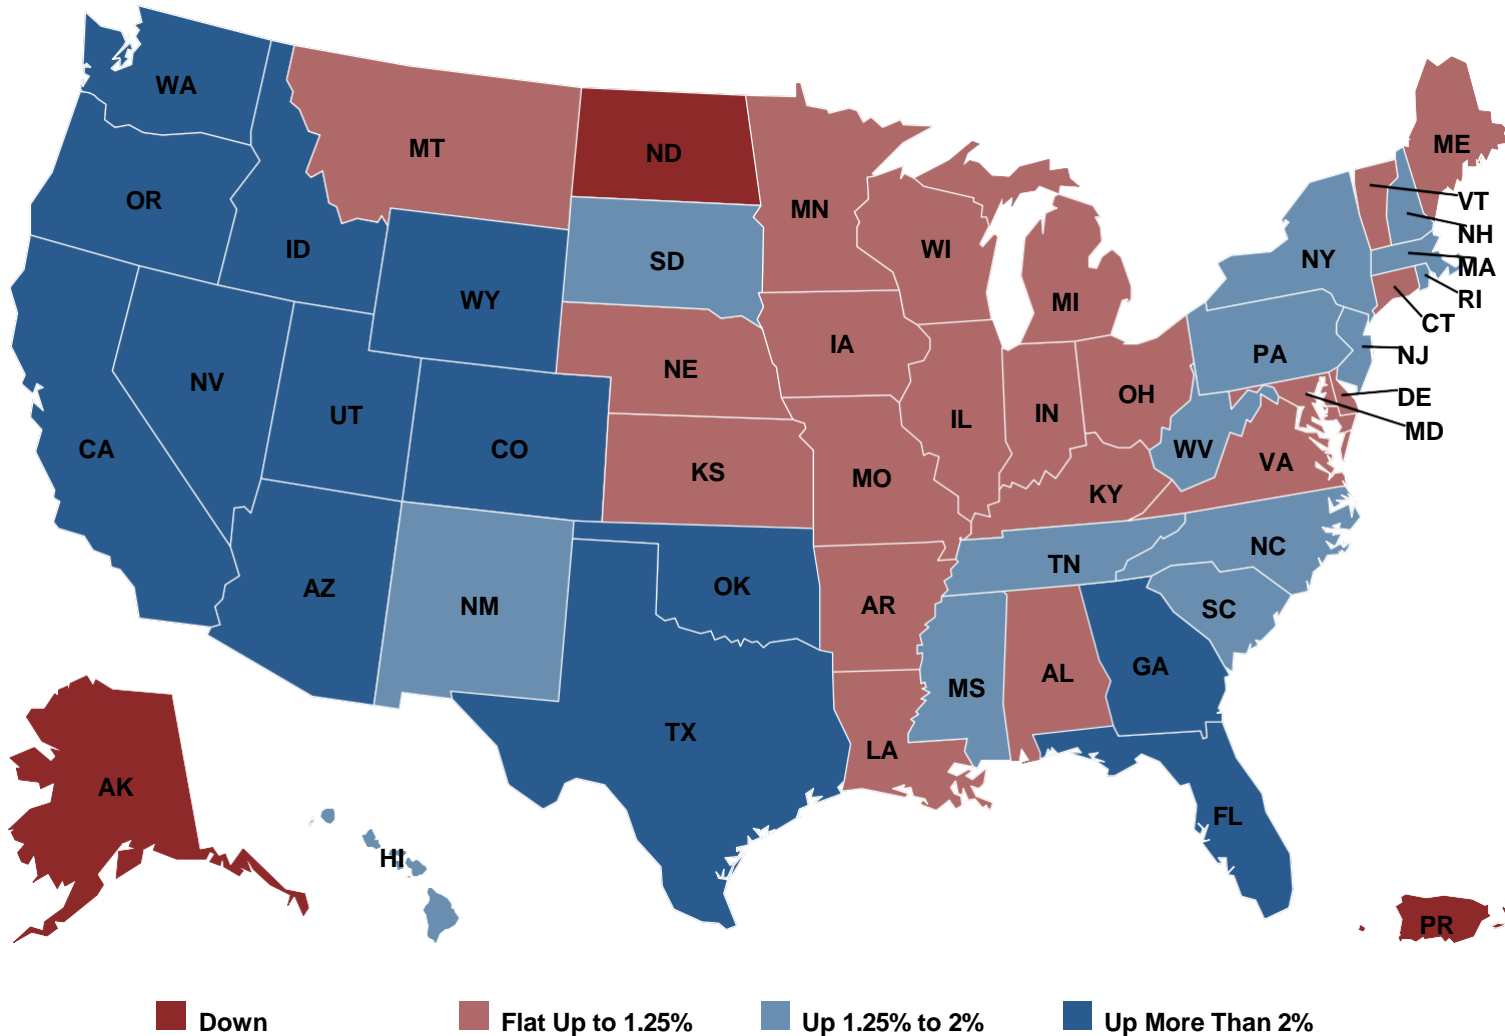 WA
MT
ND
ME
OR
MN
VT
ID
WI
NH
SD
NY
MA
WY
MI
RI
CT
IA
NJ
PA
NE
NV
OH
DE
UT
IN
IL
MD
CO
CA
WV
VA
KS
MO
KY
NC
TN
OK
AZ
NM
AR
SC
GA
AL
MS
TX
LA
AK
FL
HI
PR
Down
Flat Up to 1.25%
Up 1.25% to 2%
Up More Than 2%